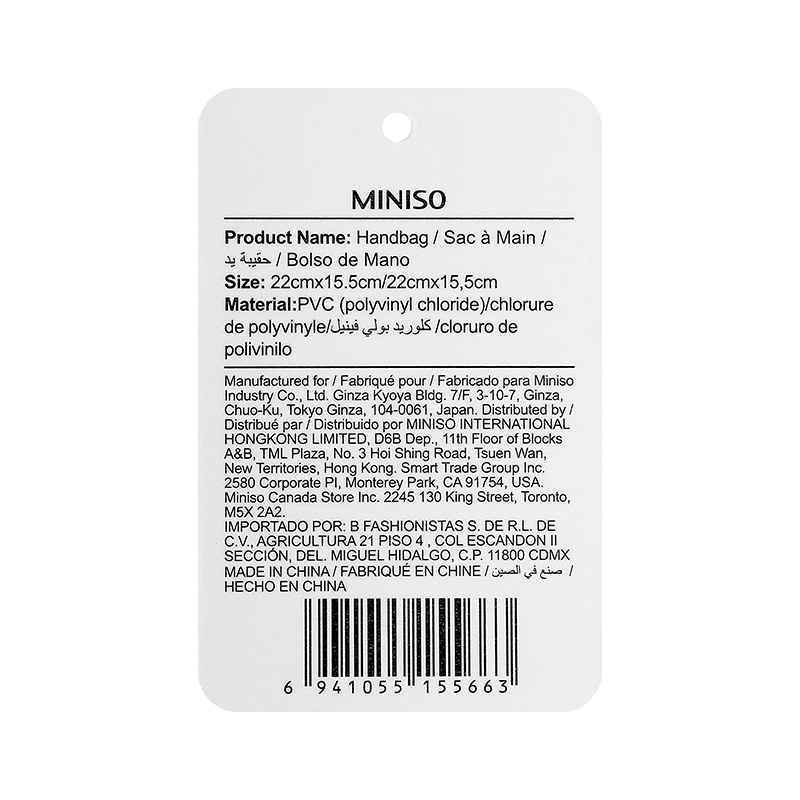 MINISO
Product Name: Handbag / Sac à Main /
حقيبة يد / Bolso de Mano
Size: 22cmx15.5cm/22cmx15,5cm
Material:PVC (polyvinyl chloride)/chlorure
de polyvinyle/كلوريد بولي فينيل /cloruro de
polivinilo
Manufactured for / Fabriqué pour / Fabricado para Miniso
Industry Co., Ltd. Ginza Kyoya Bldg. 7/F, 3-10-7, Ginza,
Chuo-Ku, Tokyo Ginza, 104-0061, Japan. Distributed by /
Distribué par / Distribuido por MINISO INTERNATIONAL
HONGKONG LIMITED, D6B Dep., 11th Floor of Blocks
A&B, TML Plaza, No. 3 Hoi Shing Road, Tsuen Wan,
New Territories, Hong Kong. Smart Trade Group Inc.
2580 Corporate Pl, Monterey Park, CA 91754, USA.
Miniso Canada Store Inc. 2245 130 King Street, Toronto,
M5X 2A2.
IMPORTADO POR: B FASHIONISTAS S. DE R.L. DE
C.V., AGRICULTURA 21 PISO 4 , COL ESCANDON II
SECCIÓN, DEL. MIGUEL HIDALGO, C.P. 11800 CDMX
MADE IN CHINA / FABRIQUÉ EN CHINE / صنع في الصين /
HECHO EN CHINA
6 941055 155663